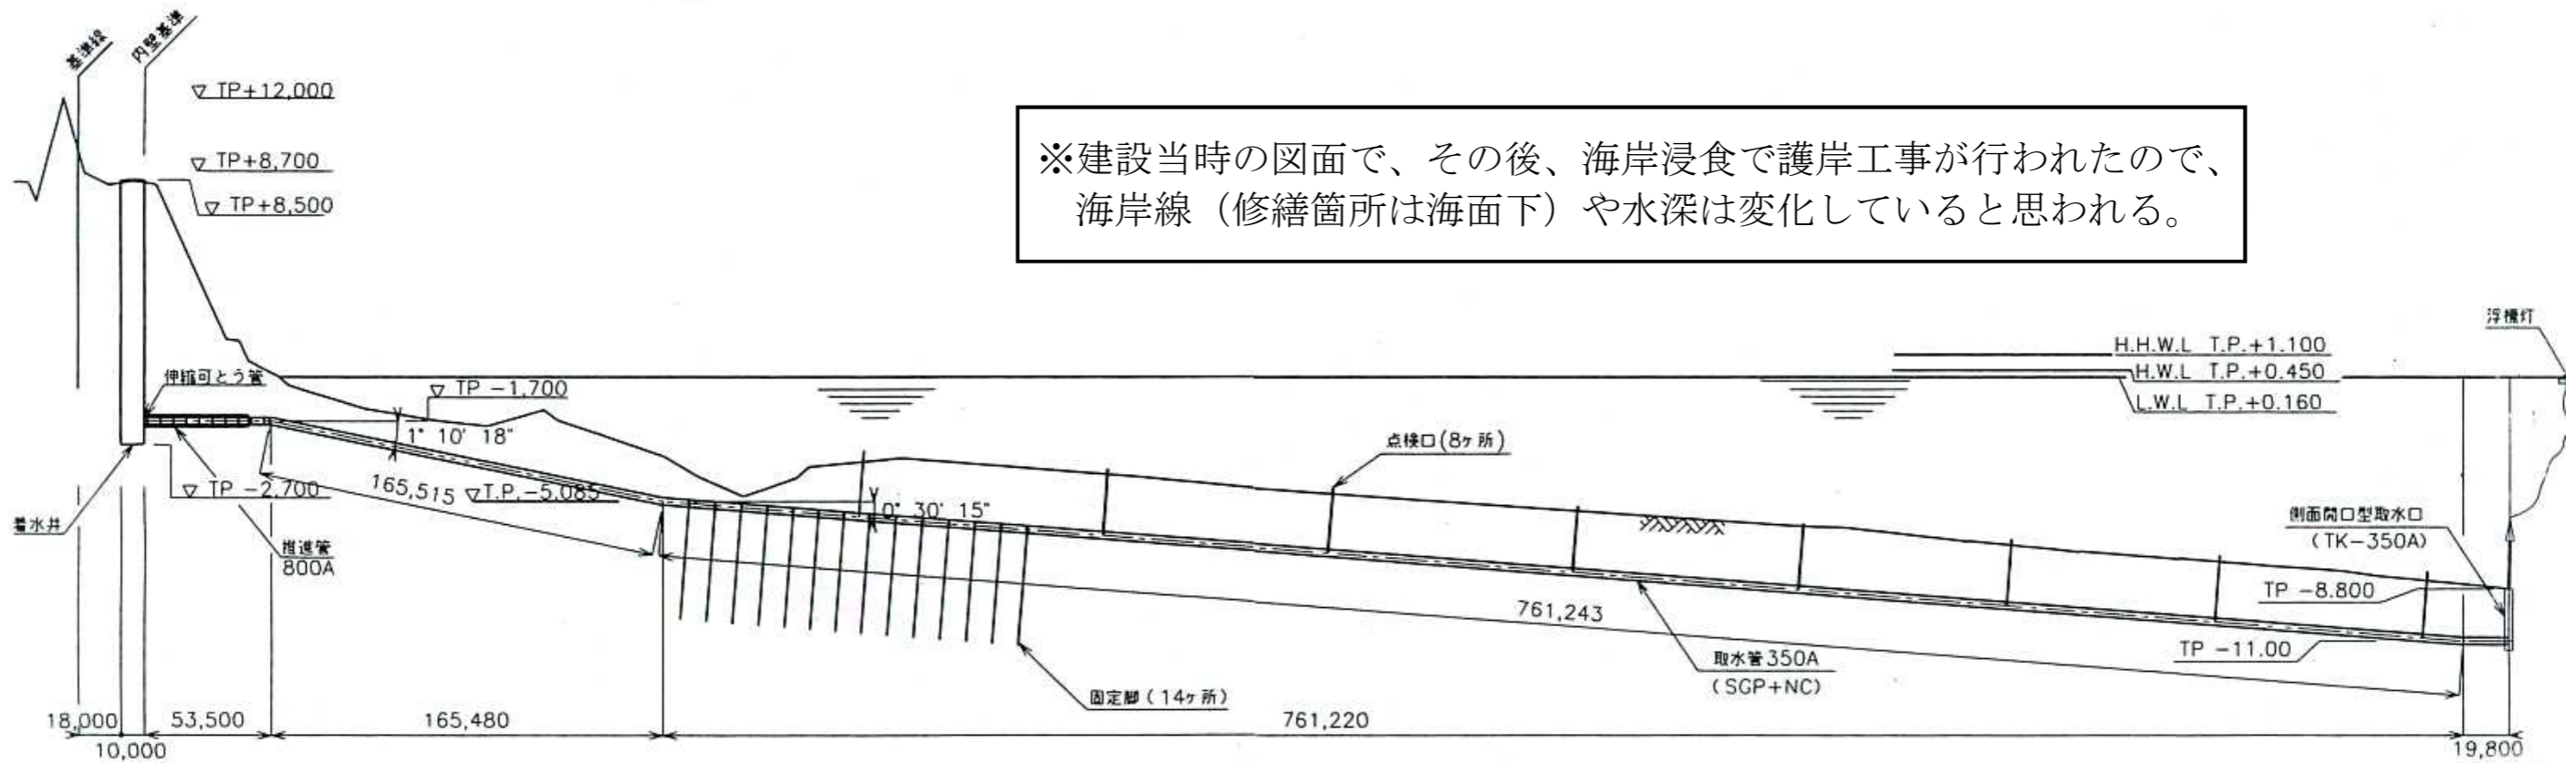 基準線
内壁基準
▽ TP+12,000
▽ TP+8,700
▽ TP+8,500
※建設当時の図面で、その後、海岸浸食で護岸工事が行われたので、
海岸線（修繕箇所は海面下）や水深は変化していると思われる。
浮標灯
H.H.W.L T.P.+1.100
H.W.L T.P.+0.450
L.W.L T.P.+0.160
伸縮可とう管
▽ TP -1,700
1° 10' 18"
点検口(8ヶ所)
▽ TP -2,700
165,515
▽T.P.-5.085
0° 30' 15"
着水井
推進管
800A
側面開口型取水口
(TK-350A)
TP -8.800
761,243
TP -11.00
取水管350A
(SGP+NC)
固定脚(14ヶ所)
18,000
53,500
165,480
761,220
10,000
19,800